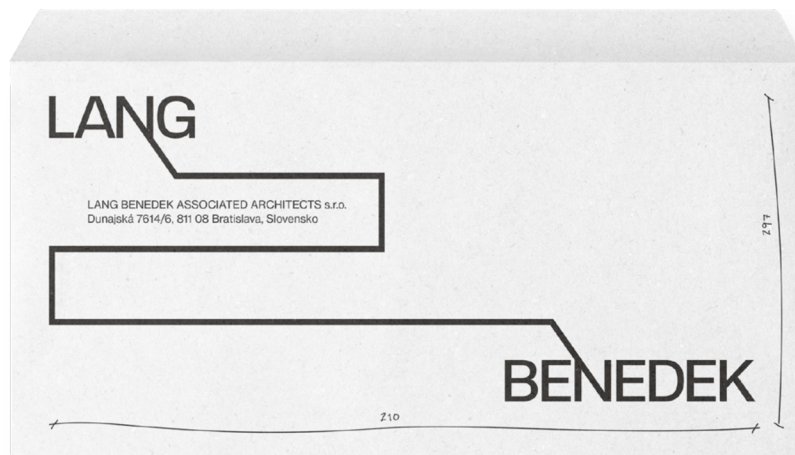 LANG
LANG BENEDEK ASSOCIATED ARCHITECTS s.r.o.
Dunajská 7614/6, 811 08 Bratislava, Slovensko
297
BENEDEK
210